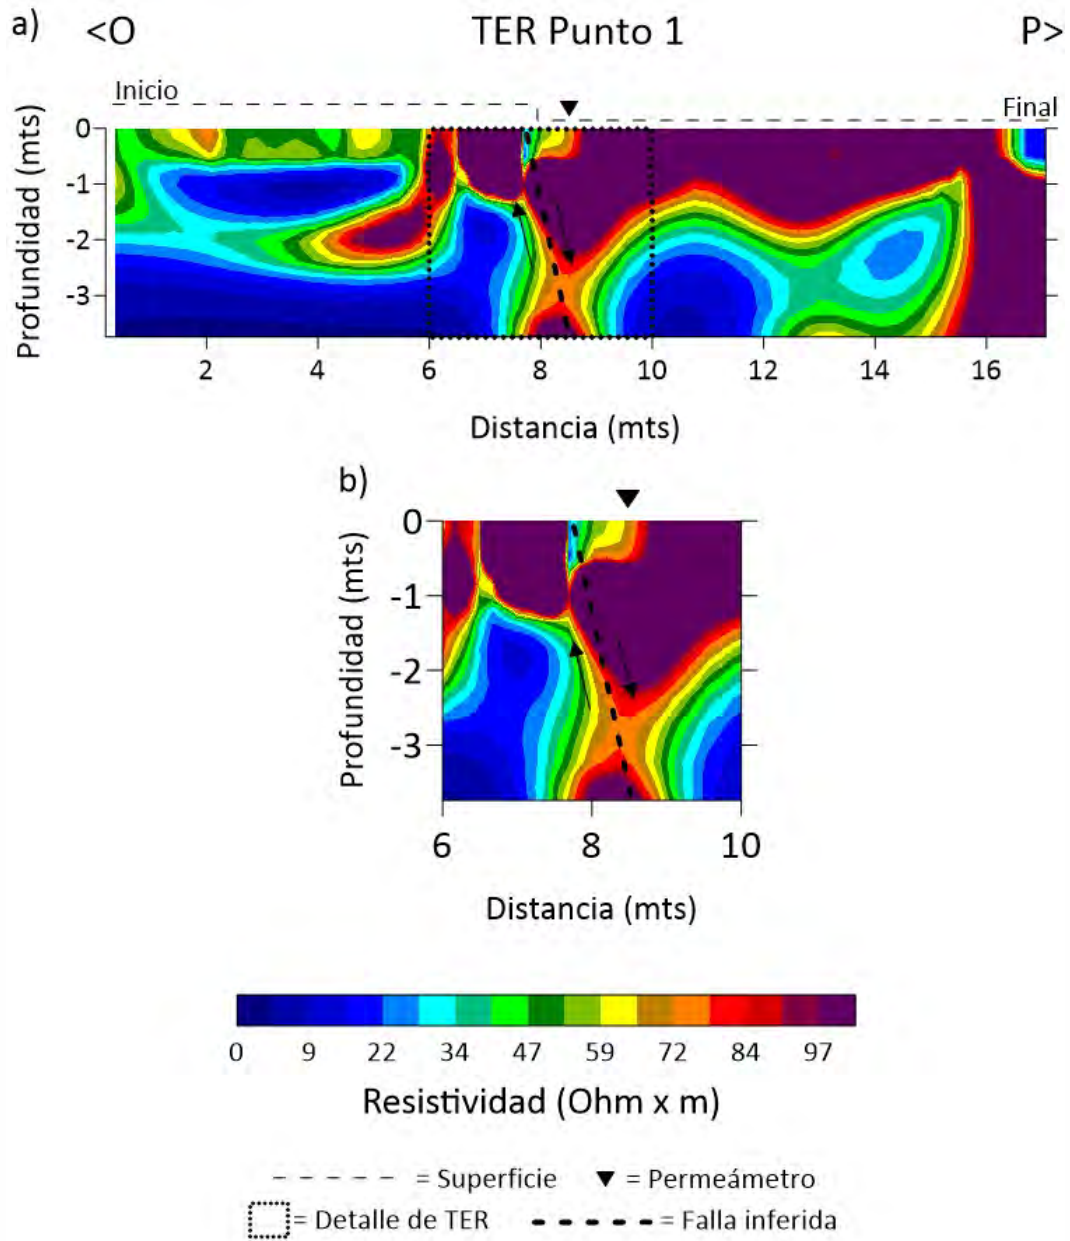 a) <O TER Punto 1 P>
Inicio
Final
Profundidad (mts)
0
-1
-2
-3
2 4 6 8 10 12 14 16
Distancia (mts)
b)
Profundidad (mts)
0
-1
-2
-3
6 8 10
Distancia (mts)
0 9 22 34 47 59 72 84 97
Resistividad (Ohm x m)
= Superficie = Permeámetro
= Detalle de TER = Falla inferida